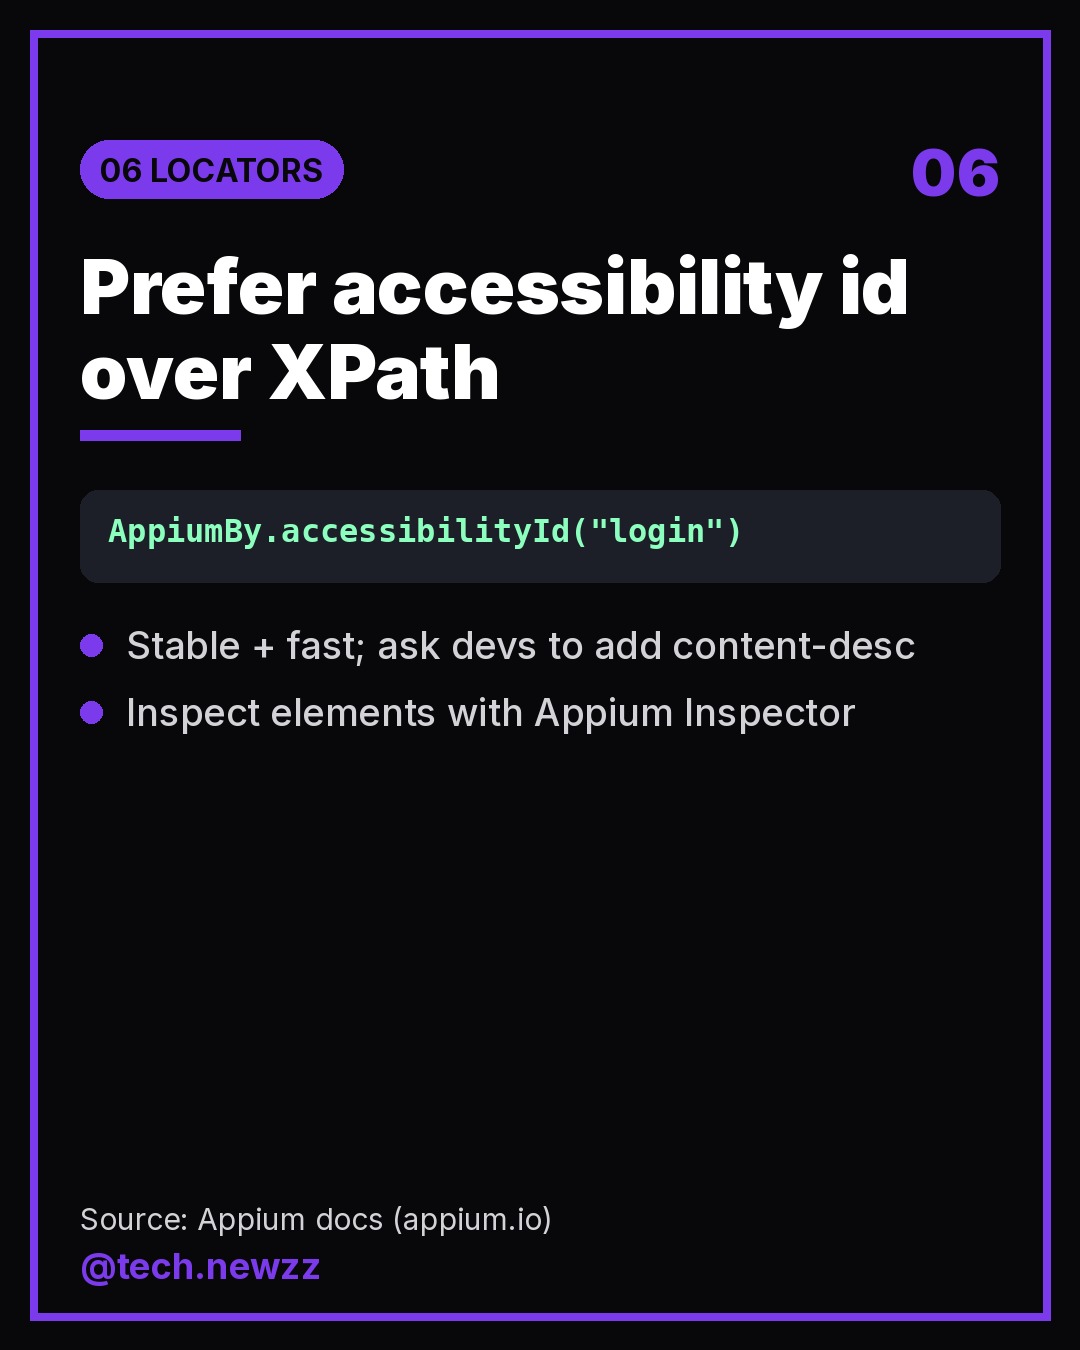 06 LOCATORS
06
Prefer accessibility id
over XPath
AppiumBy.accessibilityId("login")
Stable + fast; ask devs to add content-desc
Inspect elements with Appium Inspector
Source: Appium docs (appium.io)
@tech.newzz